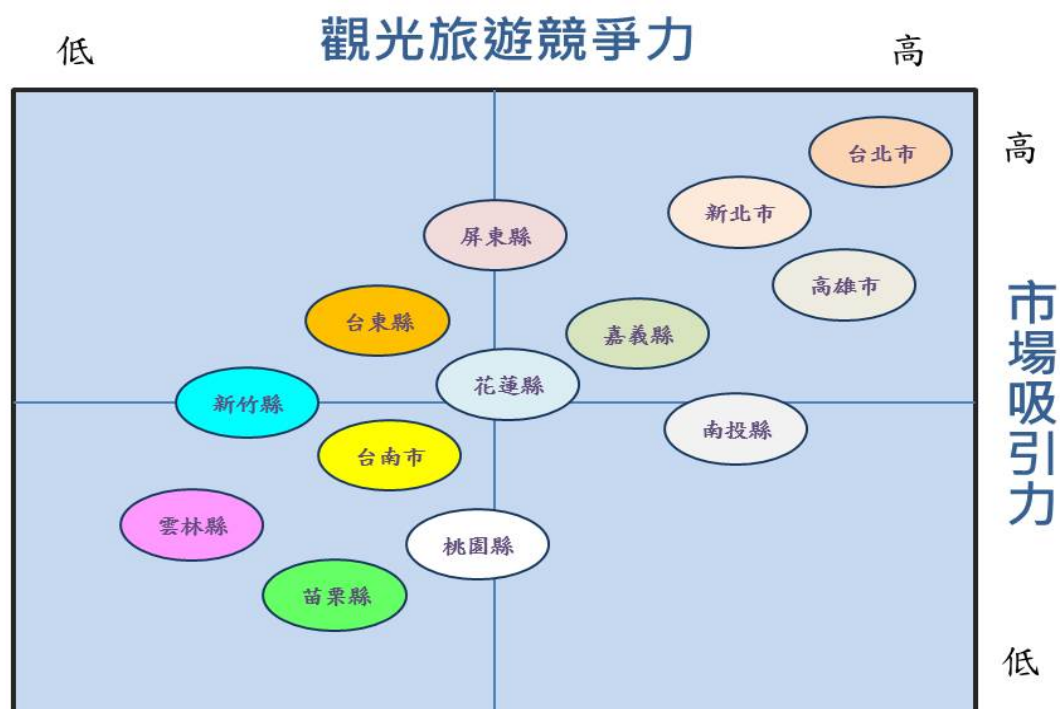 觀光旅遊競爭力
低
高
高
台北市
新北市
屏東縣
高雄市
台東縣
嘉義縣
花蓮縣
新竹縣
南投縣
台南市
雲林縣
桃園縣
苗栗縣
市場吸引力
低